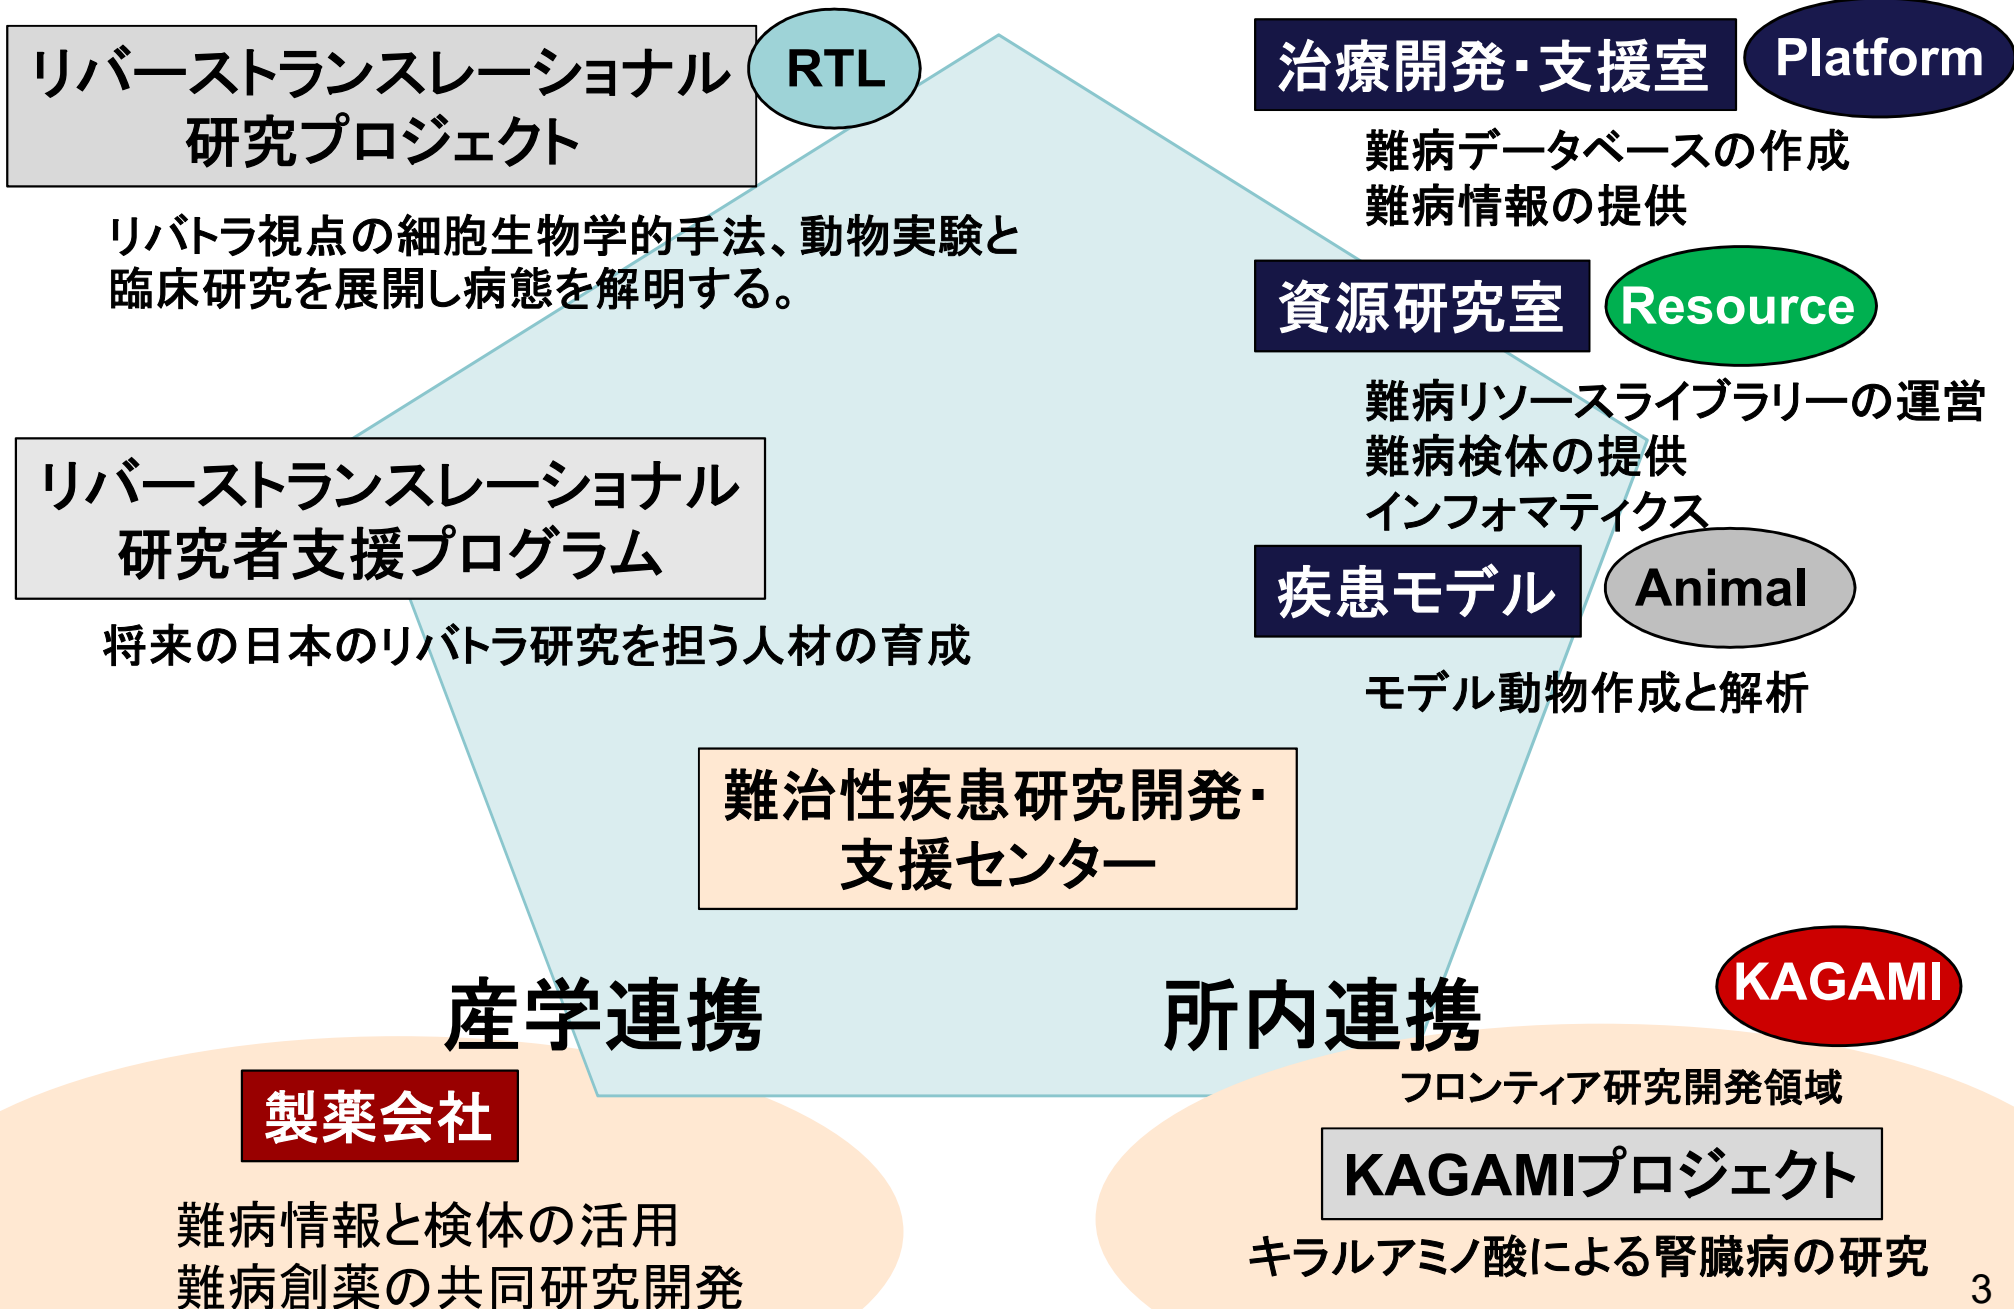 リバーストランスレーショナル
研究プロジェクト
RTL
リバトラ視点の細胞生物学的手法、動物実験と
臨床研究を展開し病態を解明する。
リバーストランスレーショナル
研究者支援プログラム
将来の日本のリバトラ研究を担う人材の育成
治療開発・支援室
Platform
難病データベースの作成
難病情報の提供
資源研究室
Resource
難病リソースライブラリーの運営
難病検体の提供
インフォマティクス
疾患モデル
Animal
モデル動物作成と解析
難治性疾患研究開発・
支援センター
産学連携
製薬会社
難病情報と検体の活用
難病創薬の共同研究開発
所内連携
KAGAMI
フロンティア研究開発領域
KAGAMIプロジェクト
キラルアミノ酸による腎臓病の研究
3